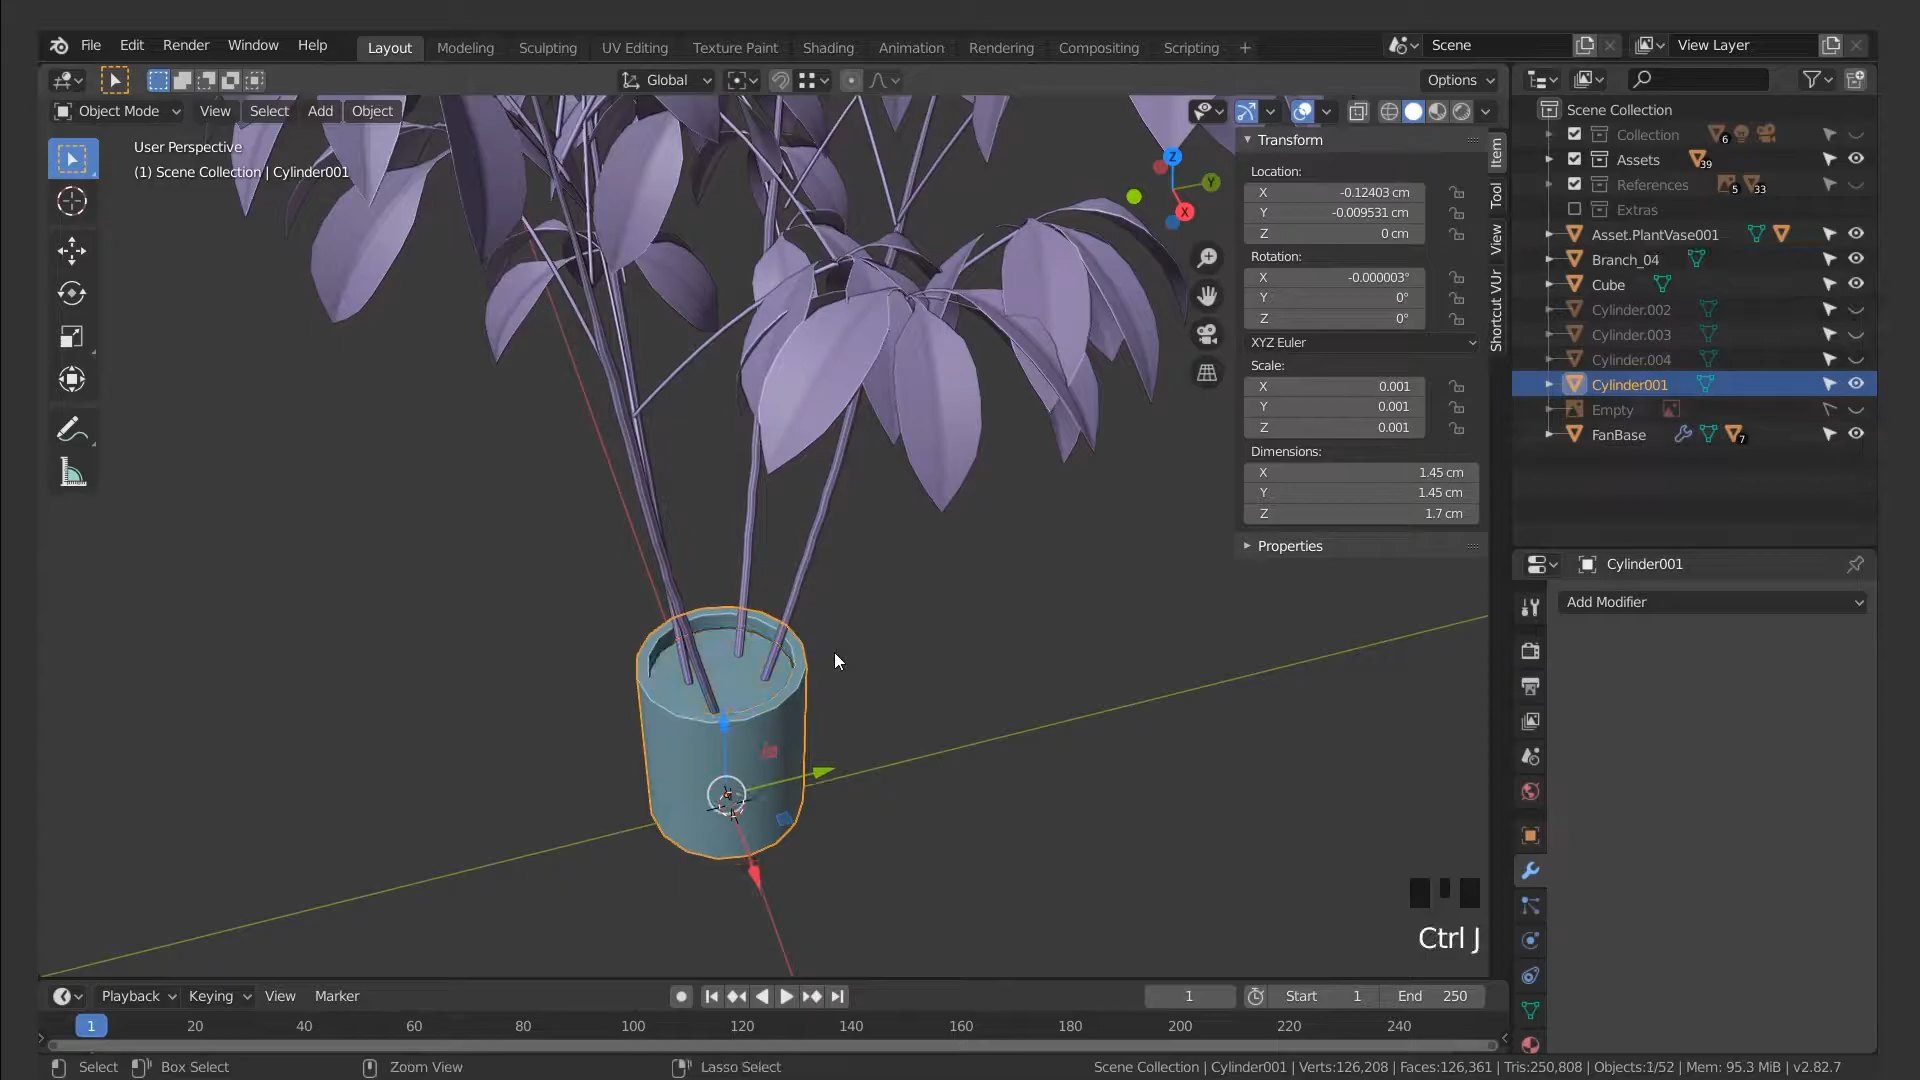 File Edit Render Window Help Layout Modeling Sculpting UV Editing Texture Paint Shading Animation Rendering Compositing Scripting + Scene View Layer
Global Options
Object Mode View Select Add Object
User Perspective
(1) Scene Collection | Cylinder001
Z
Y
X
Transform
Location:
X -0.12403 cm
Y -0.009531 cm
Z 0 cm
Rotation:
X -0.000003°
Y 0°
Z 0°
XYZ Euler
Scale:
X 0.001
Y 0.001
Z 0.001
Dimensions:
X 1.45 cm
Y 1.45 cm
Z 1.7 cm
Properties
Item
Tool
View
Shortcut VUr
Scene Collection
Collection 6
Assets 39
References 5 33
Extras
Asset.PlantVase001
Branch_04
Cube
Cylinder.002
Cylinder.003
Cylinder.004
Cylinder001
Empty
FanBase 7
Cylinder001
Add Modifier
Ctrl J
Playback Keying View Marker 1 Start 1 End 250
1 20 40 60 80 100 120 140 160 180 200 220 240
Select Box Select Zoom View Lasso Select Scene Collection | Cylinder001 | Verts:126,208 | Faces:126,361 | Tris:250,808 | Objects:1/52 | Mem: 95.3 MiB | v2.82.7